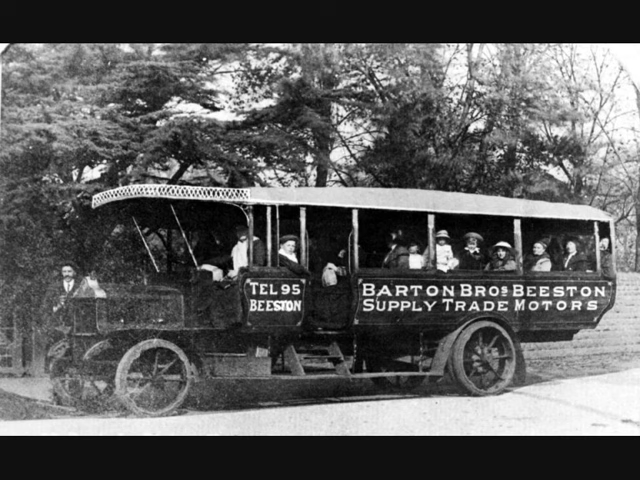 TEL 95
BEESTON
BARTON BROS BEESTON
SUPPLY TRADE MOTORS